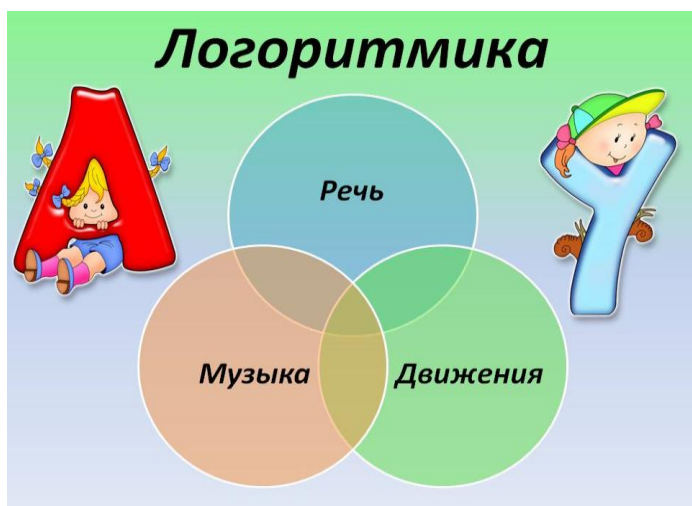 Логоритмика
А
У
Речь
Музыка
Движения